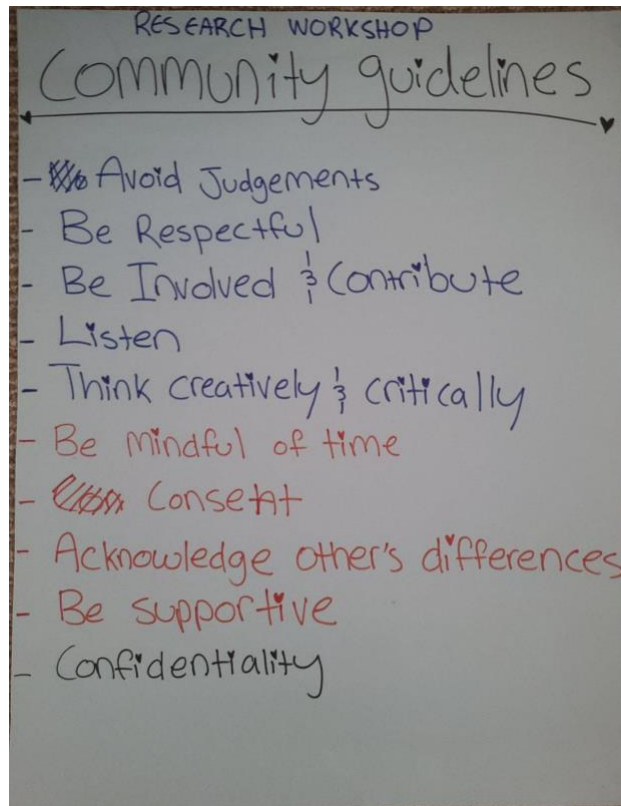 RESEARCH WORKSHOP
Community guidelines
- Avoid Judgements
- Be Respectful
- Be Involved & Contribute
- Listen
- Think creatively & critically
- Be mindful of time
- Consent
- Acknowledge other's differences
- Be supportive
- Confidentiality